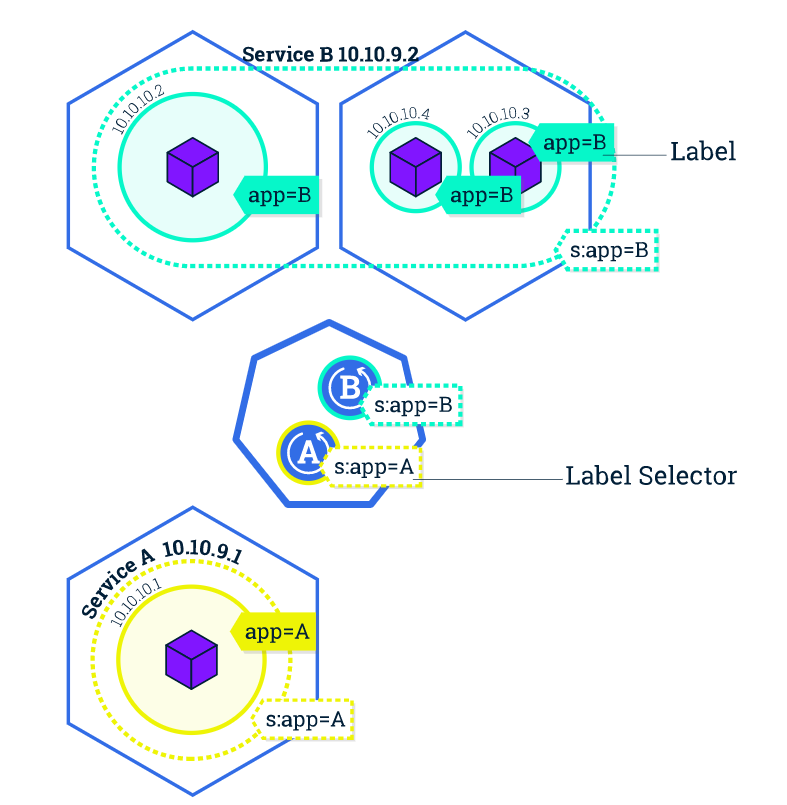 Service B 10.10.9.2
10.10.10.2
10.10.10.4
10.10.10.3
app=B
Label
app=B
app=B
s:app=B
B
s:app=B
A
s:app=A
Label Selector
Service A 10.10.9.1
10.10.10.1
app=A
s:app=A